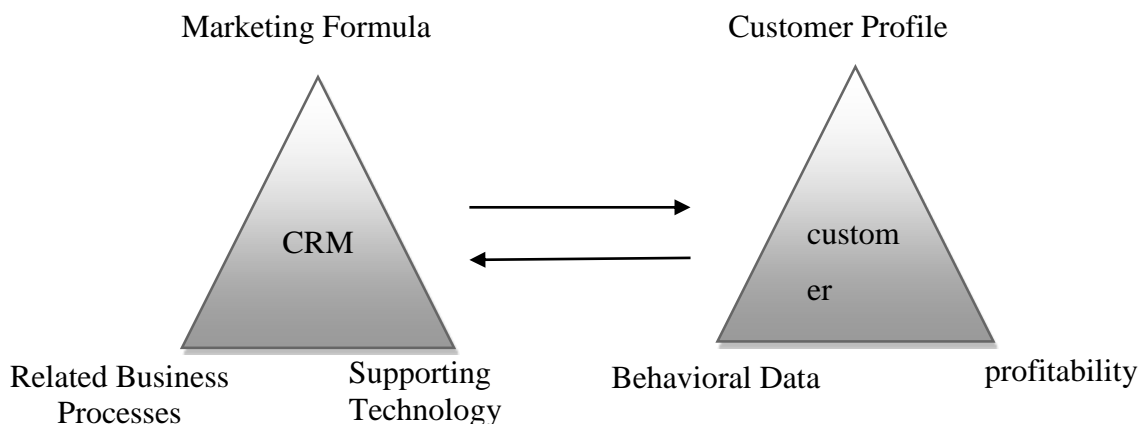 Marketing Formula
Customer Profile
CRM
custom
er
Related Business
Processes
Supporting
Technology
Behavioral Data
profitability